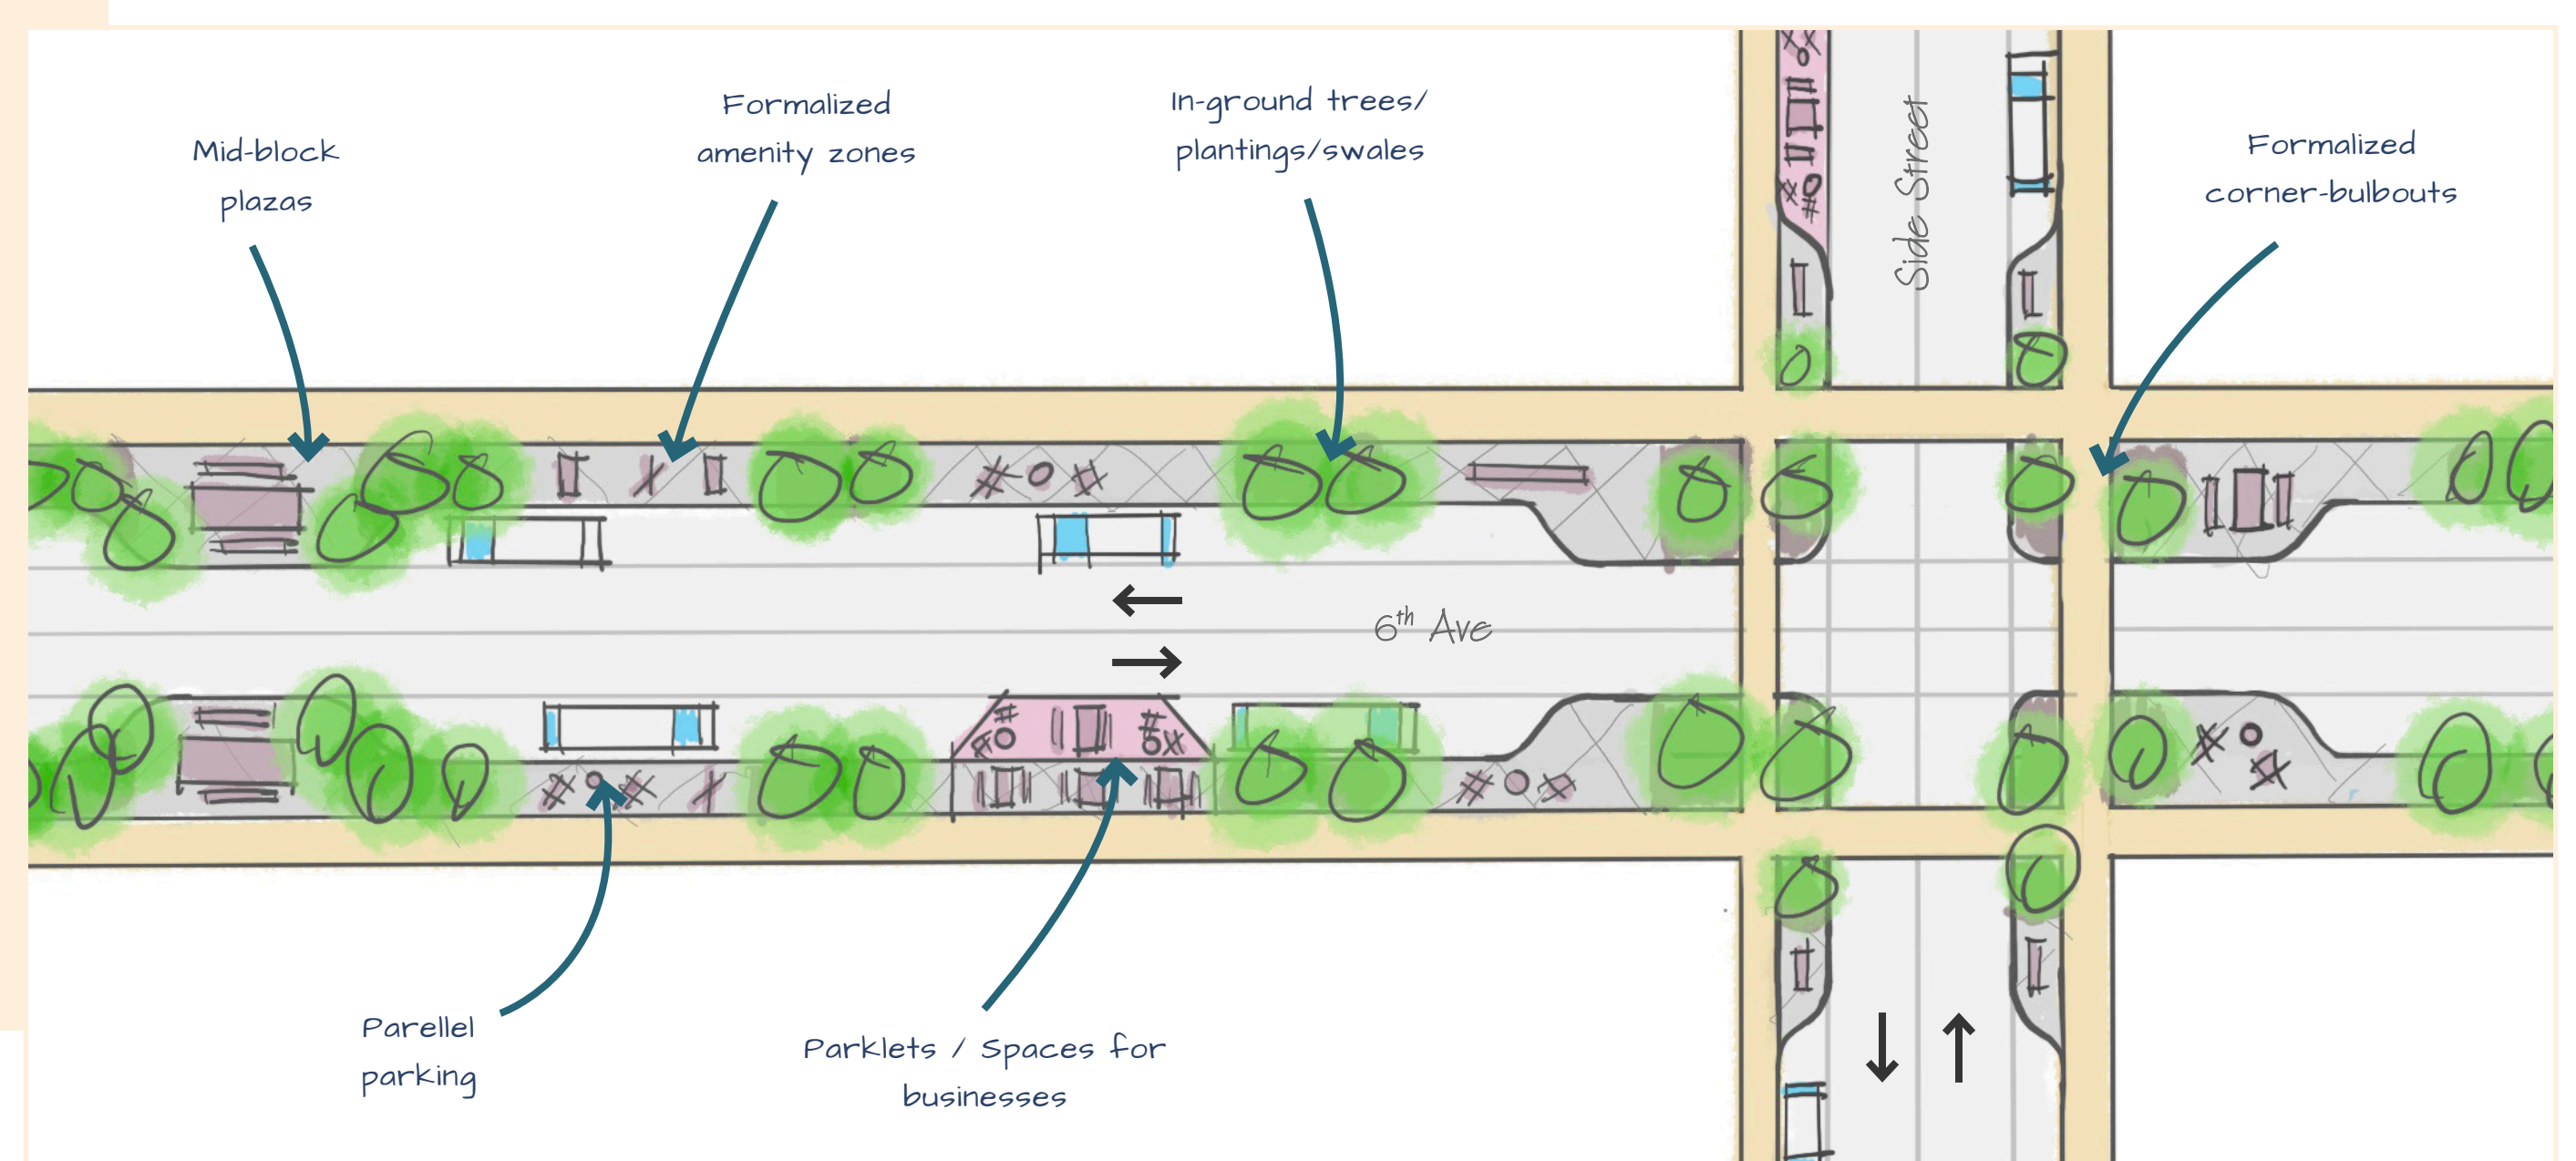 Mid-block
plazas
Formalized
amenity zones
In-ground trees/
plantings/swales
Side Street
Formalized
corner-bulbouts
6th Ave
Parellel
parking
Parklets / Spaces for
businesses